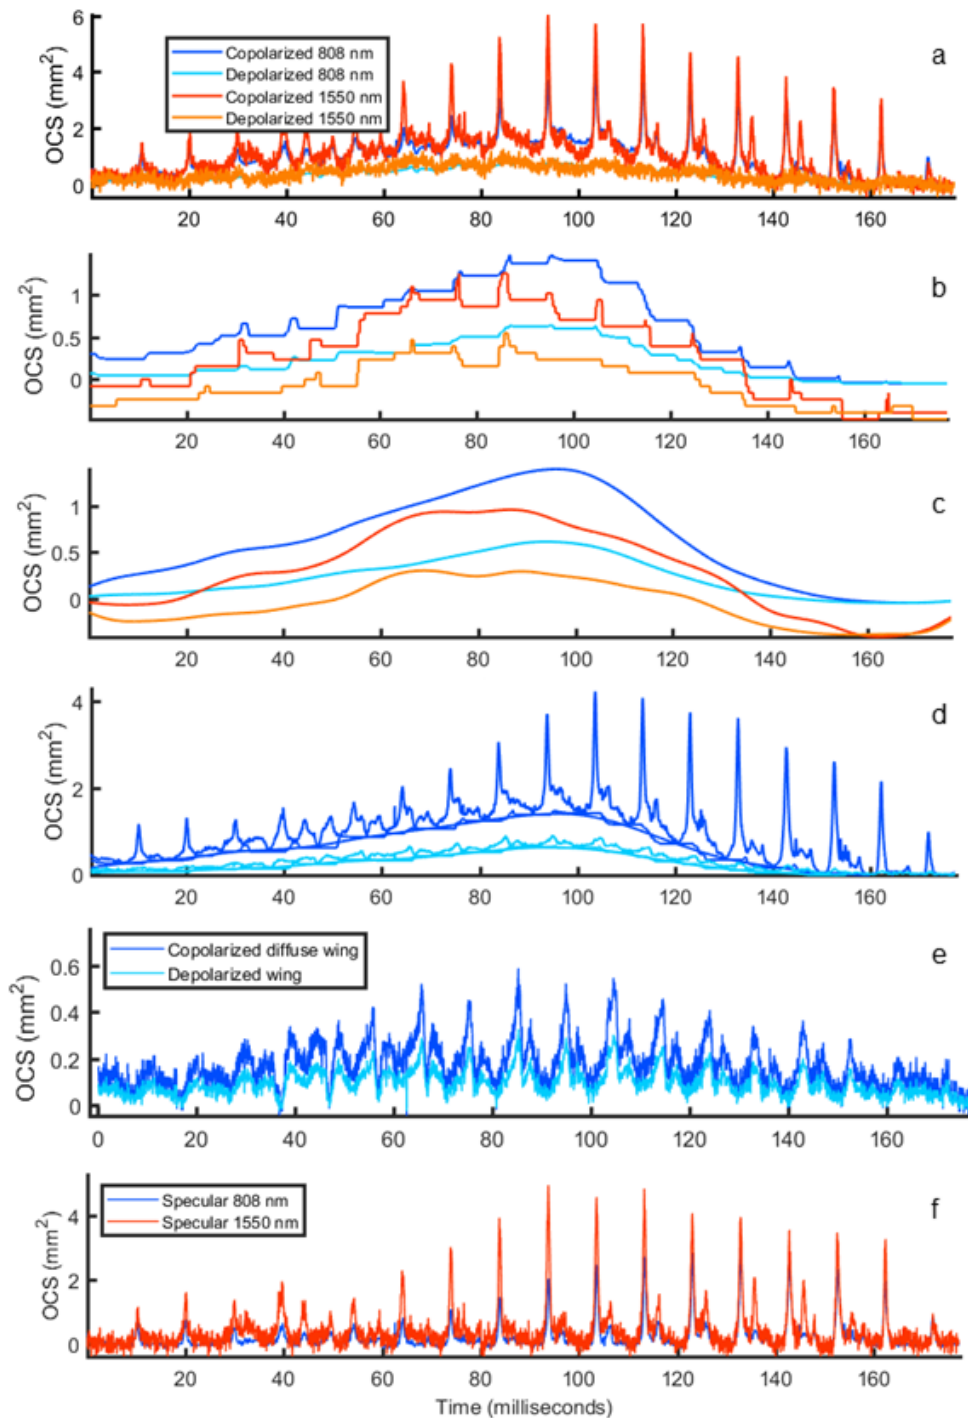 6
4
2
0
OCS (mm²)
Copolarized 808 nm
Depolarized 808 nm
Copolarized 1550 nm
Depolarized 1550 nm
a
20 40 60 80 100 120 140 160
1
0.5
0
OCS (mm²)
b
20 40 60 80 100 120 140 160
1
0.5
0
OCS (mm²)
c
20 40 60 80 100 120 140 160
4
2
0
OCS (mm²)
d
20 40 60 80 100 120 140 160
0.6
0.4
0.2
0
OCS (mm²)
Copolarized diffuse wing
Depolarized wing
e
0 20 40 60 80 100 120 140 160
4
2
0
OCS (mm²)
Specular 808 nm
Specular 1550 nm
f
20 40 60 80 100 120 140 160
Time (milliseconds)